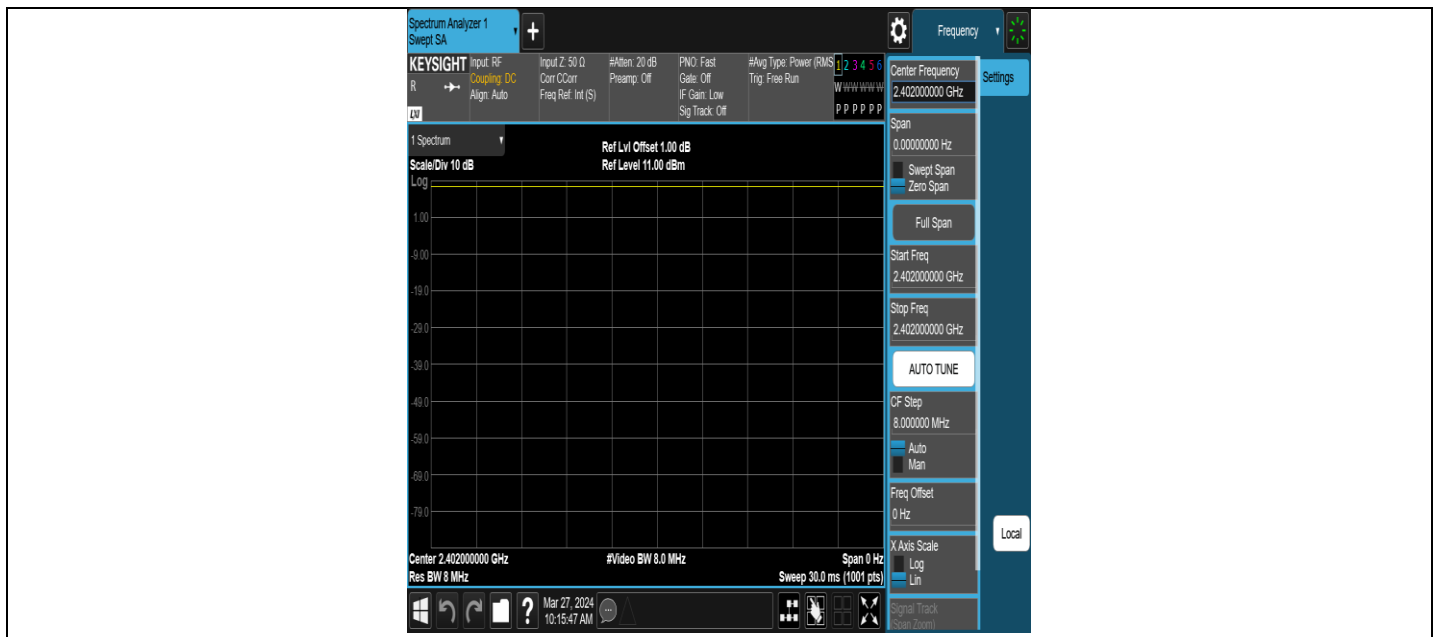 Spectrum Analyzer 1
Swept SA
+
Frequency
KEYSIGHT
R
LXI
Input: RF
Coupling: DC
Align: Auto
Input Z: 50 Ω
Corr CCorr
Freq Ref: Int (S)
#Atten: 20 dB
Preamp: Off
PNO: Fast
Gate: Off
IF Gain: Low
Sig Track: Off
#Avg Type: Power (RMS
Trig: Free Run
1 2 3 4 5 6
W W W W W W
P P P P P P
Center Frequency
2.402000000 GHz
Settings
1 Spectrum
Scale/Div 10 dB
Ref Lvl Offset 1.00 dB
Ref Level 11.00 dBm
Log
1.00
-9.00
-19.0
-29.0
-39.0
-49.0
-59.0
-69.0
-79.0
Center 2.402000000 GHz
#Video BW 8.0 MHz
Span 0 Hz
Res BW 8 MHz
Sweep 30.0 ms (1001 pts)
Span
0.00000000 Hz
Swept Span
Zero Span
Full Span
Start Freq
2.402000000 GHz
Stop Freq
2.402000000 GHz
AUTO TUNE
CF Step
8.000000 MHz
Auto
Man
Freq Offset
0 Hz
X Axis Scale
Log
Lin
Signal Track
(Span Zoom)
Local
?
Mar 27, 2024
10:15:47 AM